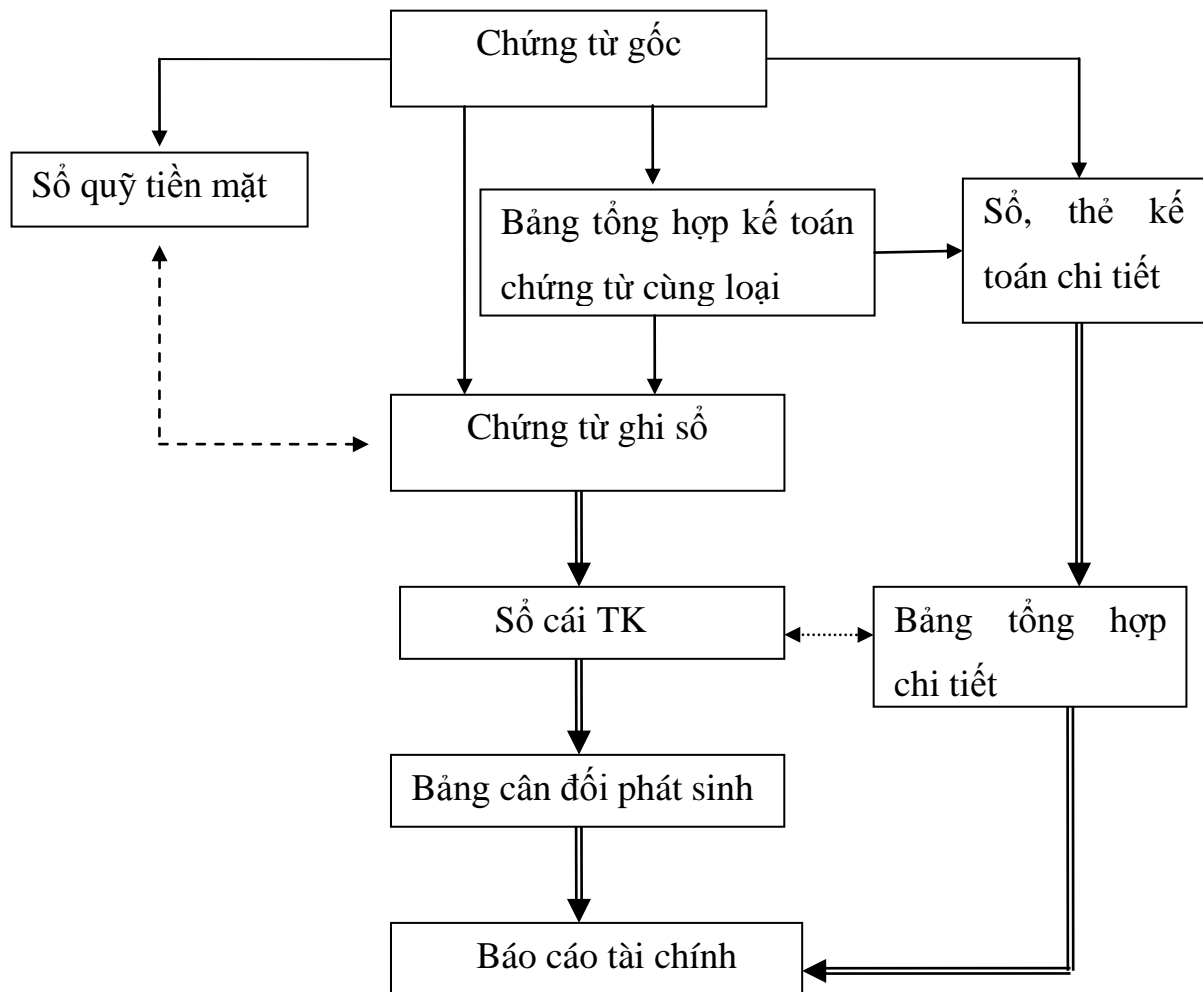 Chứng từ gốc
Sổ quỹ tiền mặt
Bảng tổng hợp kế toán
chứng từ cùng loại
Sổ, thẻ kế
toán chi tiết
Chứng từ ghi sổ
Sổ cái TK
Bảng tổng hợp
chi tiết
Bảng cân đối phát sinh
Báo cáo tài chính